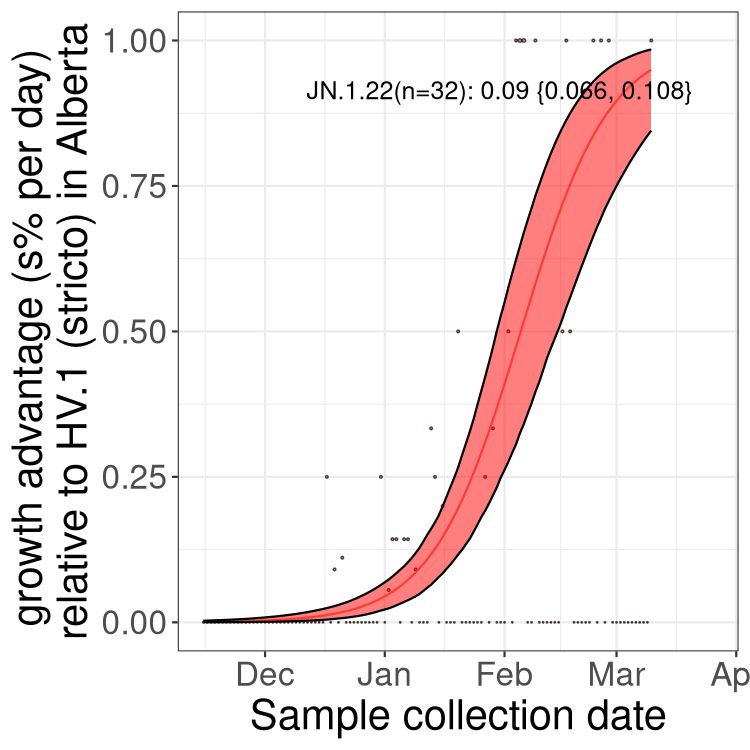 growth advantage (s% per day)
relative to HV.1 (stricto) in Alberta
1.00
0.75
0.50
0.25
0.00
JN.1.22(n=32): 0.09 {0.066, 0.108}
Dec Jan Feb Mar Ap
Sample collection date